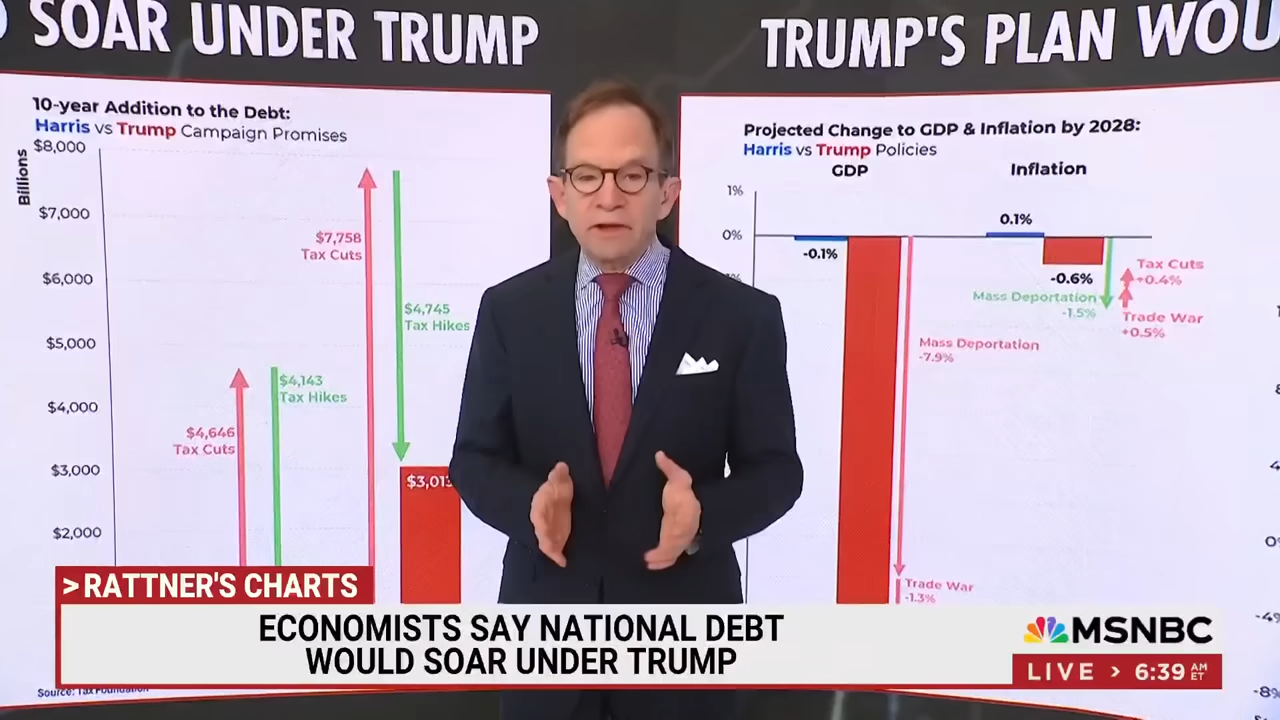 SOAR UNDER TRUMP
TRUMP'S PLAN WOU
10-year Addition to the Debt:
Harris vs Trump Campaign Promises
Billions
$8,000
$7,000
$6,000
$5,000
$4,000
$3,000
$2,000
$7,758
Tax Cuts
$4,745
Tax Hikes
$4,143
Tax Hikes
$4,646
Tax Cuts
$3,013
Projected Change to GDP & Inflation by 2028:
Harris vs Trump Policies
GDP
Inflation
1%
0%
-0.1%
0.1%
-0.6%
Tax Cuts
+0.4%
Mass Deportation
-1.5%
Trade War
+0.5%
Mass Deportation
-7.9%
Trade War
-1.3%
-4%
-8%
> RATTNER'S CHARTS
ECONOMISTS SAY NATIONAL DEBT
WOULD SOAR UNDER TRUMP
MSNBC
LIVE > 6:39 AM ET
Source: Tax Foundation